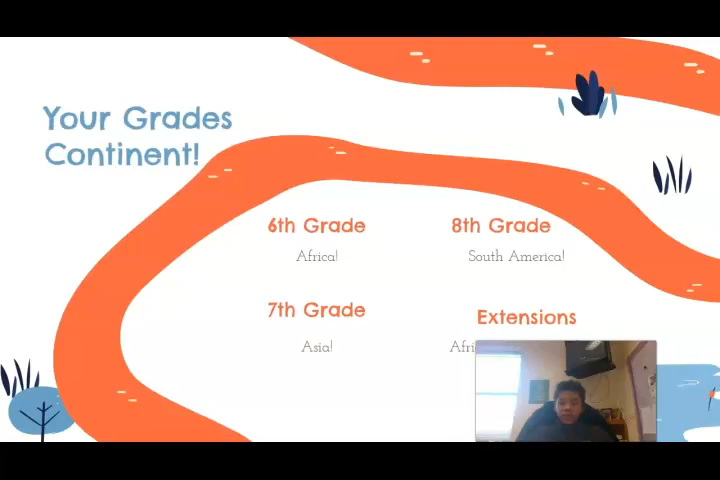 Your Grades
Continent!
6th Grade
Africa!
8th Grade
South America!
7th Grade
Asia!
Extensions